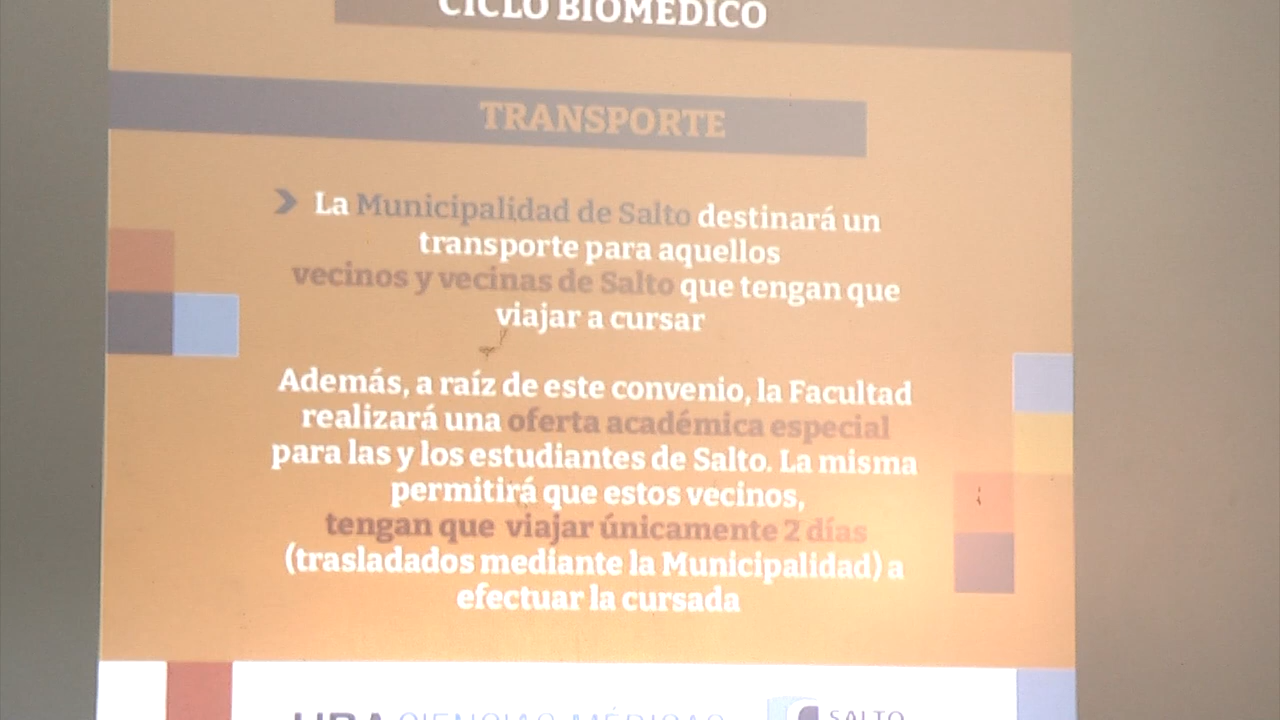 CICLO BIOMÉDICO
TRANSPORTE
La Municipalidad de Salto destinará un
transporte para aquellos
vecinos y vecinas de Salto que tengan que
viajar a cursar
Además, a raíz de este convenio, la Facultad
realizará una oferta académica especial
para las y los estudiantes de Salto. La misma
permitirá que estos vecinos,
tengan que viajar únicamente 2 días
(trasladados mediante la Municipalidad) a
efectuar la cursada
UBA CIENCIAS MÉDICAS
SALTO